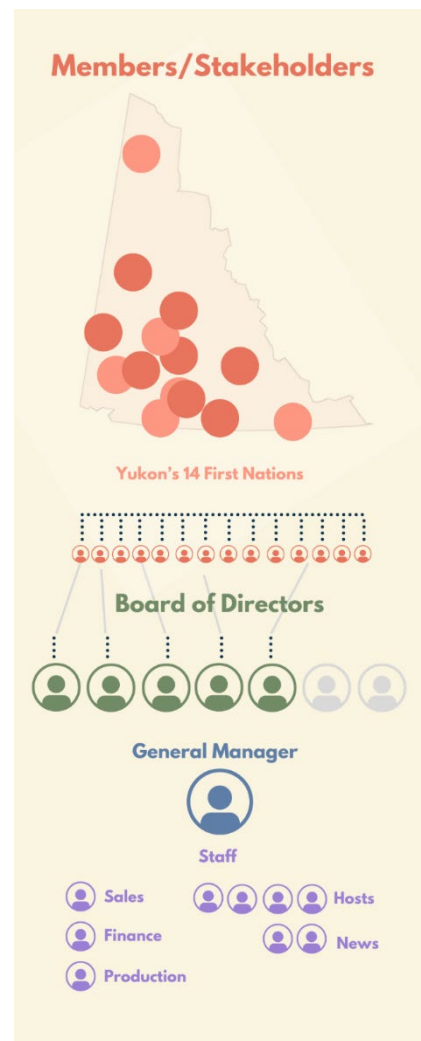 Members/Stakeholders
Yukon's 14 First Nations
Board of Directors
General Manager
Staff
Sales
Hosts
Finance
News
Production